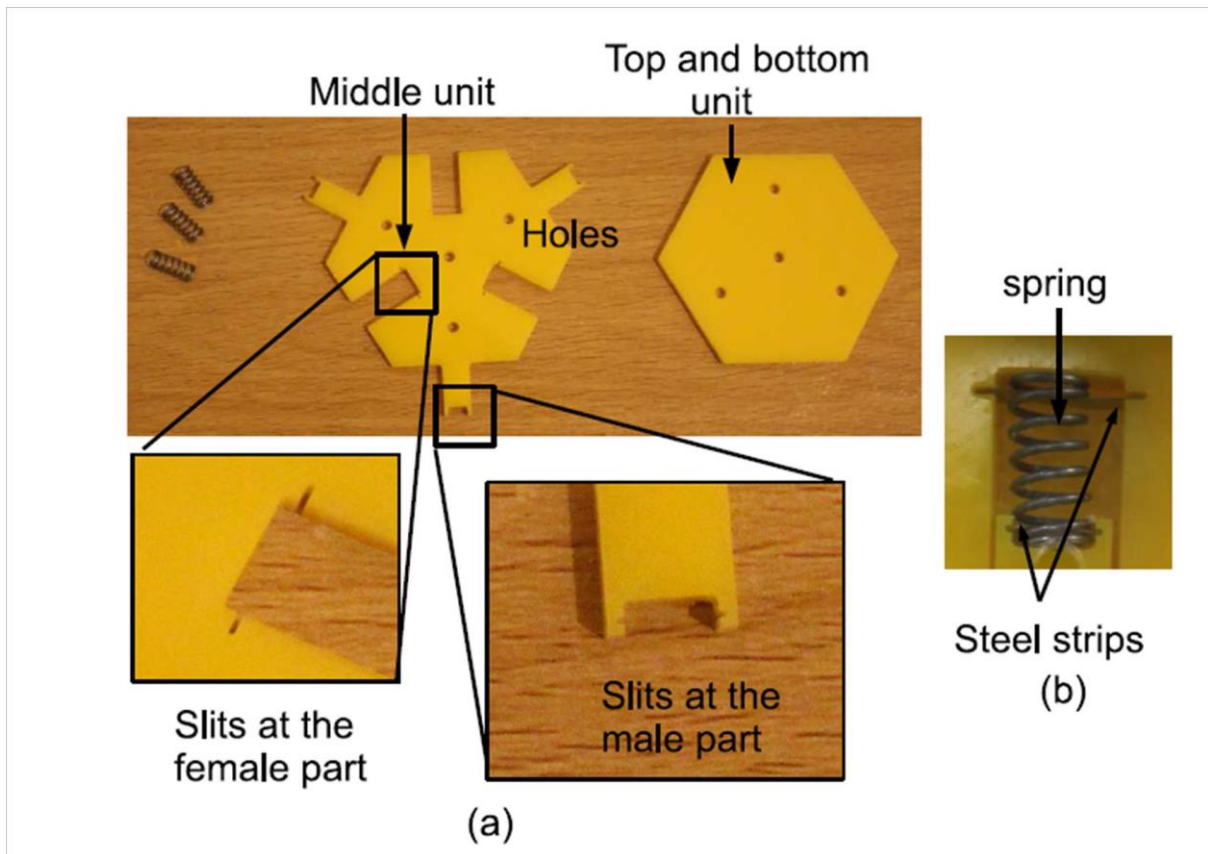 Middle unit
Top and bottom
unit
Holes
spring
Steel strips
(b)
Slits at the
female part
Slits at the
male part
(a)